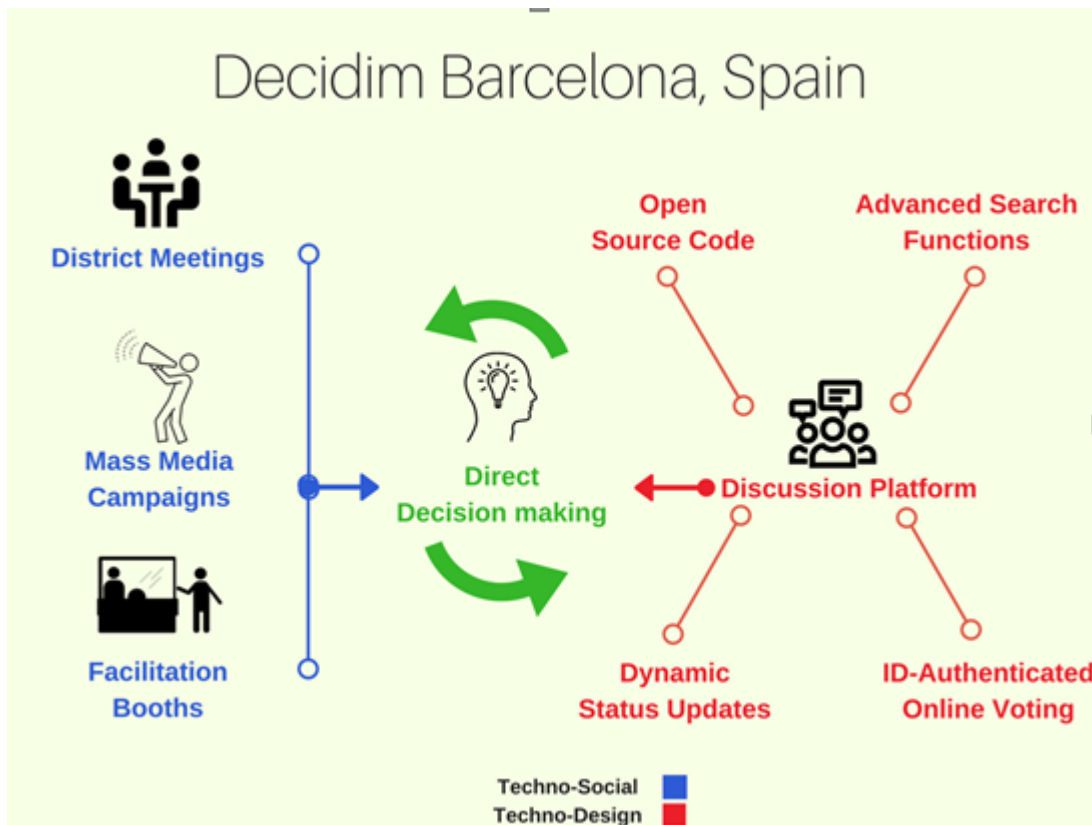 Decidim Barcelona, Spain
District Meetings
Mass Media
Campaigns
Facilitation
Booths
Direct
Decision making
Open
Source Code
Advanced Search
Functions
Discussion Platform
Dynamic
Status Updates
ID-Authenticated
Online Voting
Techno-Social
Techno-Design